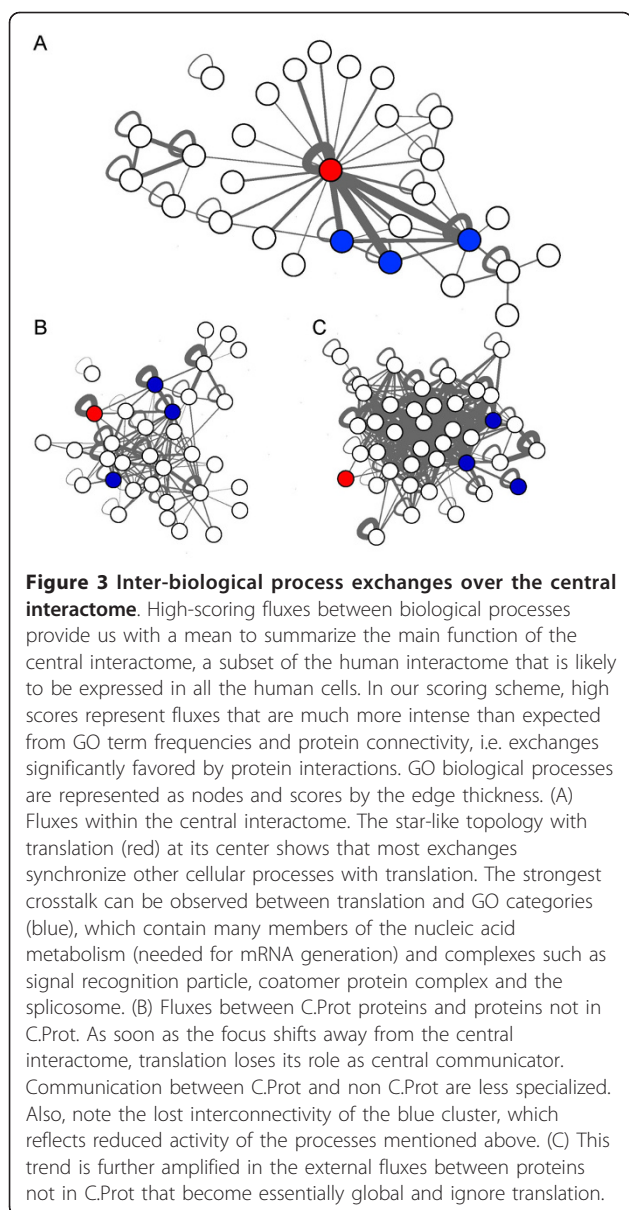 A
B
C
Figure 3 Inter-biological process exchanges over the central
interactome. High-scoring fluxes between biological processes
provide us with a mean to summarize the main function of the
central interactome, a subset of the human interactome that is likely
to be expressed in all the human cells. In our scoring scheme, high
scores represent fluxes that are much more intense than expected
from GO term frequencies and protein connectivity, i.e. exchanges
significantly favored by protein interactions. GO biological processes
are represented as nodes and scores by the edge thickness. (A)
Fluxes within the central interactome. The star-like topology with
translation (red) at its center shows that most exchanges
synchronize other cellular processes with translation. The strongest
crosstalk can be observed between translation and GO categories
(blue), which contain many members of the nucleic acid
metabolism (needed for mRNA generation) and complexes such as
signal recognition particle, coatomer protein complex and the
splicosome. (B) Fluxes between C.Prot proteins and proteins not in
C.Prot. As soon as the focus shifts away from the central
interactome, translation loses its role as central communicator.
Communication between C.Prot and non C.Prot are less specialized.
Also, note the lost interconnectivity of the blue cluster, which
reflects reduced activity of the processes mentioned above. (C) This
trend is further amplified in the external fluxes between proteins
not in C.Prot that become essentially global and ignore translation.